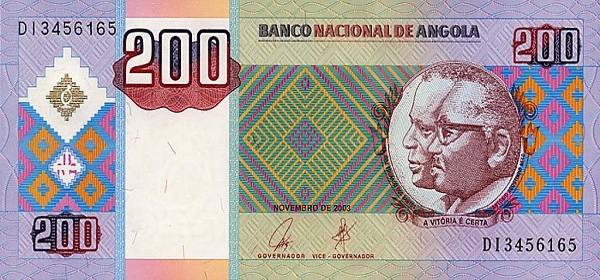 DI3456165
200
BANCO NACIONAL DE ANGOLA
200
NOVEMBRO DE 2003
A VITÓRIA É CERTA
200
GOVERNADOR VICE - GOVERNADOR
DI3456165